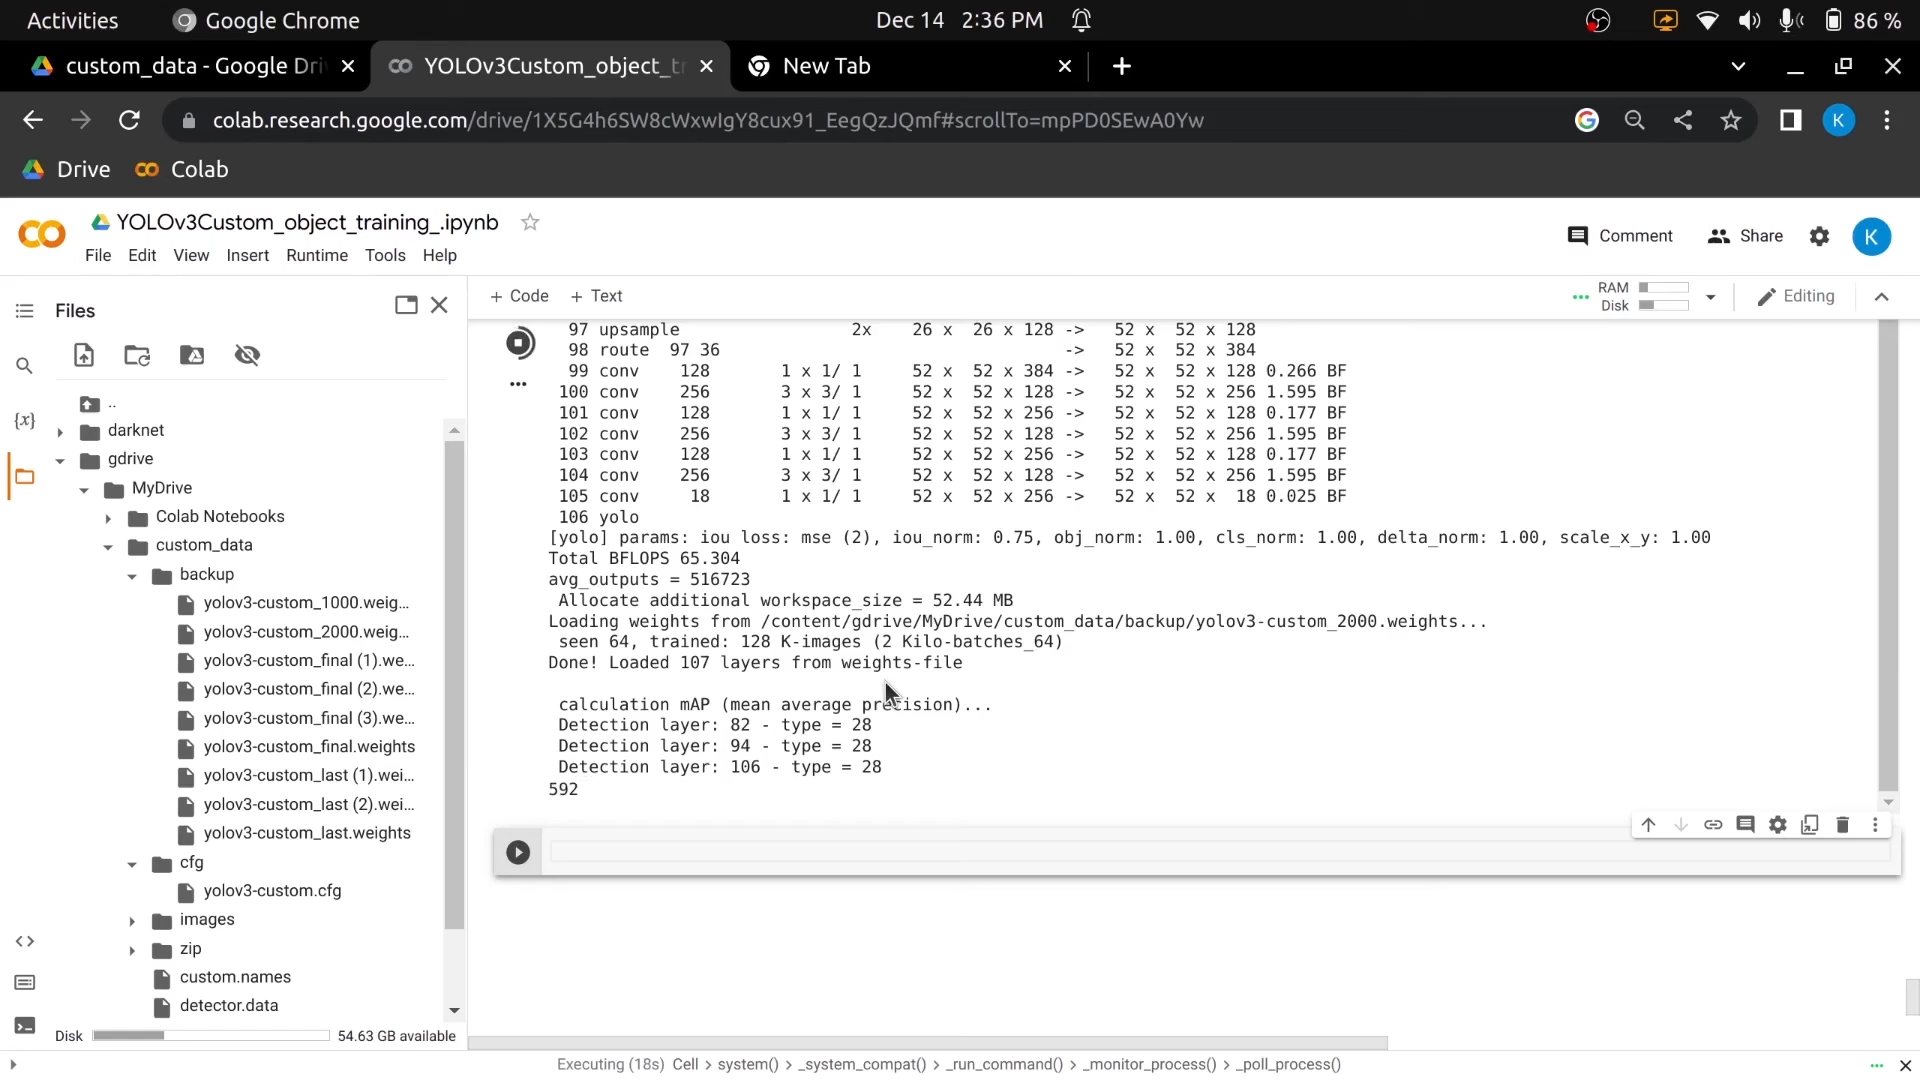 Activities
Google Chrome
Dec 14 2:36 PM
86 %
custom_data - Google Dri
YOLOv3Custom_object_tr
New Tab
colab.research.google.com/drive/1X5G4h6SW8cWxwIgY8cux91_EegQzJQmf#scrollTo=mpPD0SEwA0Yw
K
Drive
Colab
YOLOv3Custom_object_training_.ipynb
File Edit View Insert Runtime Tools Help
Comment
Share
K
Files
+ Code + Text
RAM
Disk
Editing
..
darknet
gdrive
MyDrive
Colab Notebooks
custom_data
backup
yolov3-custom_1000.weig...
yolov3-custom_2000.weig...
yolov3-custom_final (1).we...
yolov3-custom_final (2).we...
yolov3-custom_final (3).we...
yolov3-custom_final.weights
yolov3-custom_last (1).wei...
yolov3-custom_last (2).wei...
yolov3-custom_last.weights
cfg
yolov3-custom.cfg
images
zip
custom.names
detector.data
Disk 54.63 GB available
97 upsample 2x 26 x 26 x 128 -> 52 x 52 x 128
98 route 97 36 -> 52 x 52 x 384
99 conv 128 1 x 1/ 1 52 x 52 x 384 -> 52 x 52 x 128 0.266 BF
100 conv 256 3 x 3/ 1 52 x 52 x 128 -> 52 x 52 x 256 1.595 BF
101 conv 128 1 x 1/ 1 52 x 52 x 256 -> 52 x 52 x 128 0.177 BF
102 conv 256 3 x 3/ 1 52 x 52 x 128 -> 52 x 52 x 256 1.595 BF
103 conv 128 1 x 1/ 1 52 x 52 x 256 -> 52 x 52 x 128 0.177 BF
104 conv 256 3 x 3/ 1 52 x 52 x 128 -> 52 x 52 x 256 1.595 BF
105 conv 18 1 x 1/ 1 52 x 52 x 256 -> 52 x 52 x 18 0.025 BF
106 yolo
[yolo] params: iou loss: mse (2), iou_norm: 0.75, obj_norm: 1.00, cls_norm: 1.00, delta_norm: 1.00, scale_x_y: 1.00
Total BFLOPS 65.304
avg_outputs = 516723
Allocate additional workspace_size = 52.44 MB
Loading weights from /content/gdrive/MyDrive/custom_data/backup/yolov3-custom_2000.weights...
seen 64, trained: 128 K-images (2 Kilo-batches_64)
Done! Loaded 107 layers from weights-file
calculation mAP (mean average precision)...
Detection layer: 82 - type = 28
Detection layer: 94 - type = 28
Detection layer: 106 - type = 28
592
Executing (18s) Cell > system() > _system_compat() > _run_command() > _monitor_process() > _poll_process()